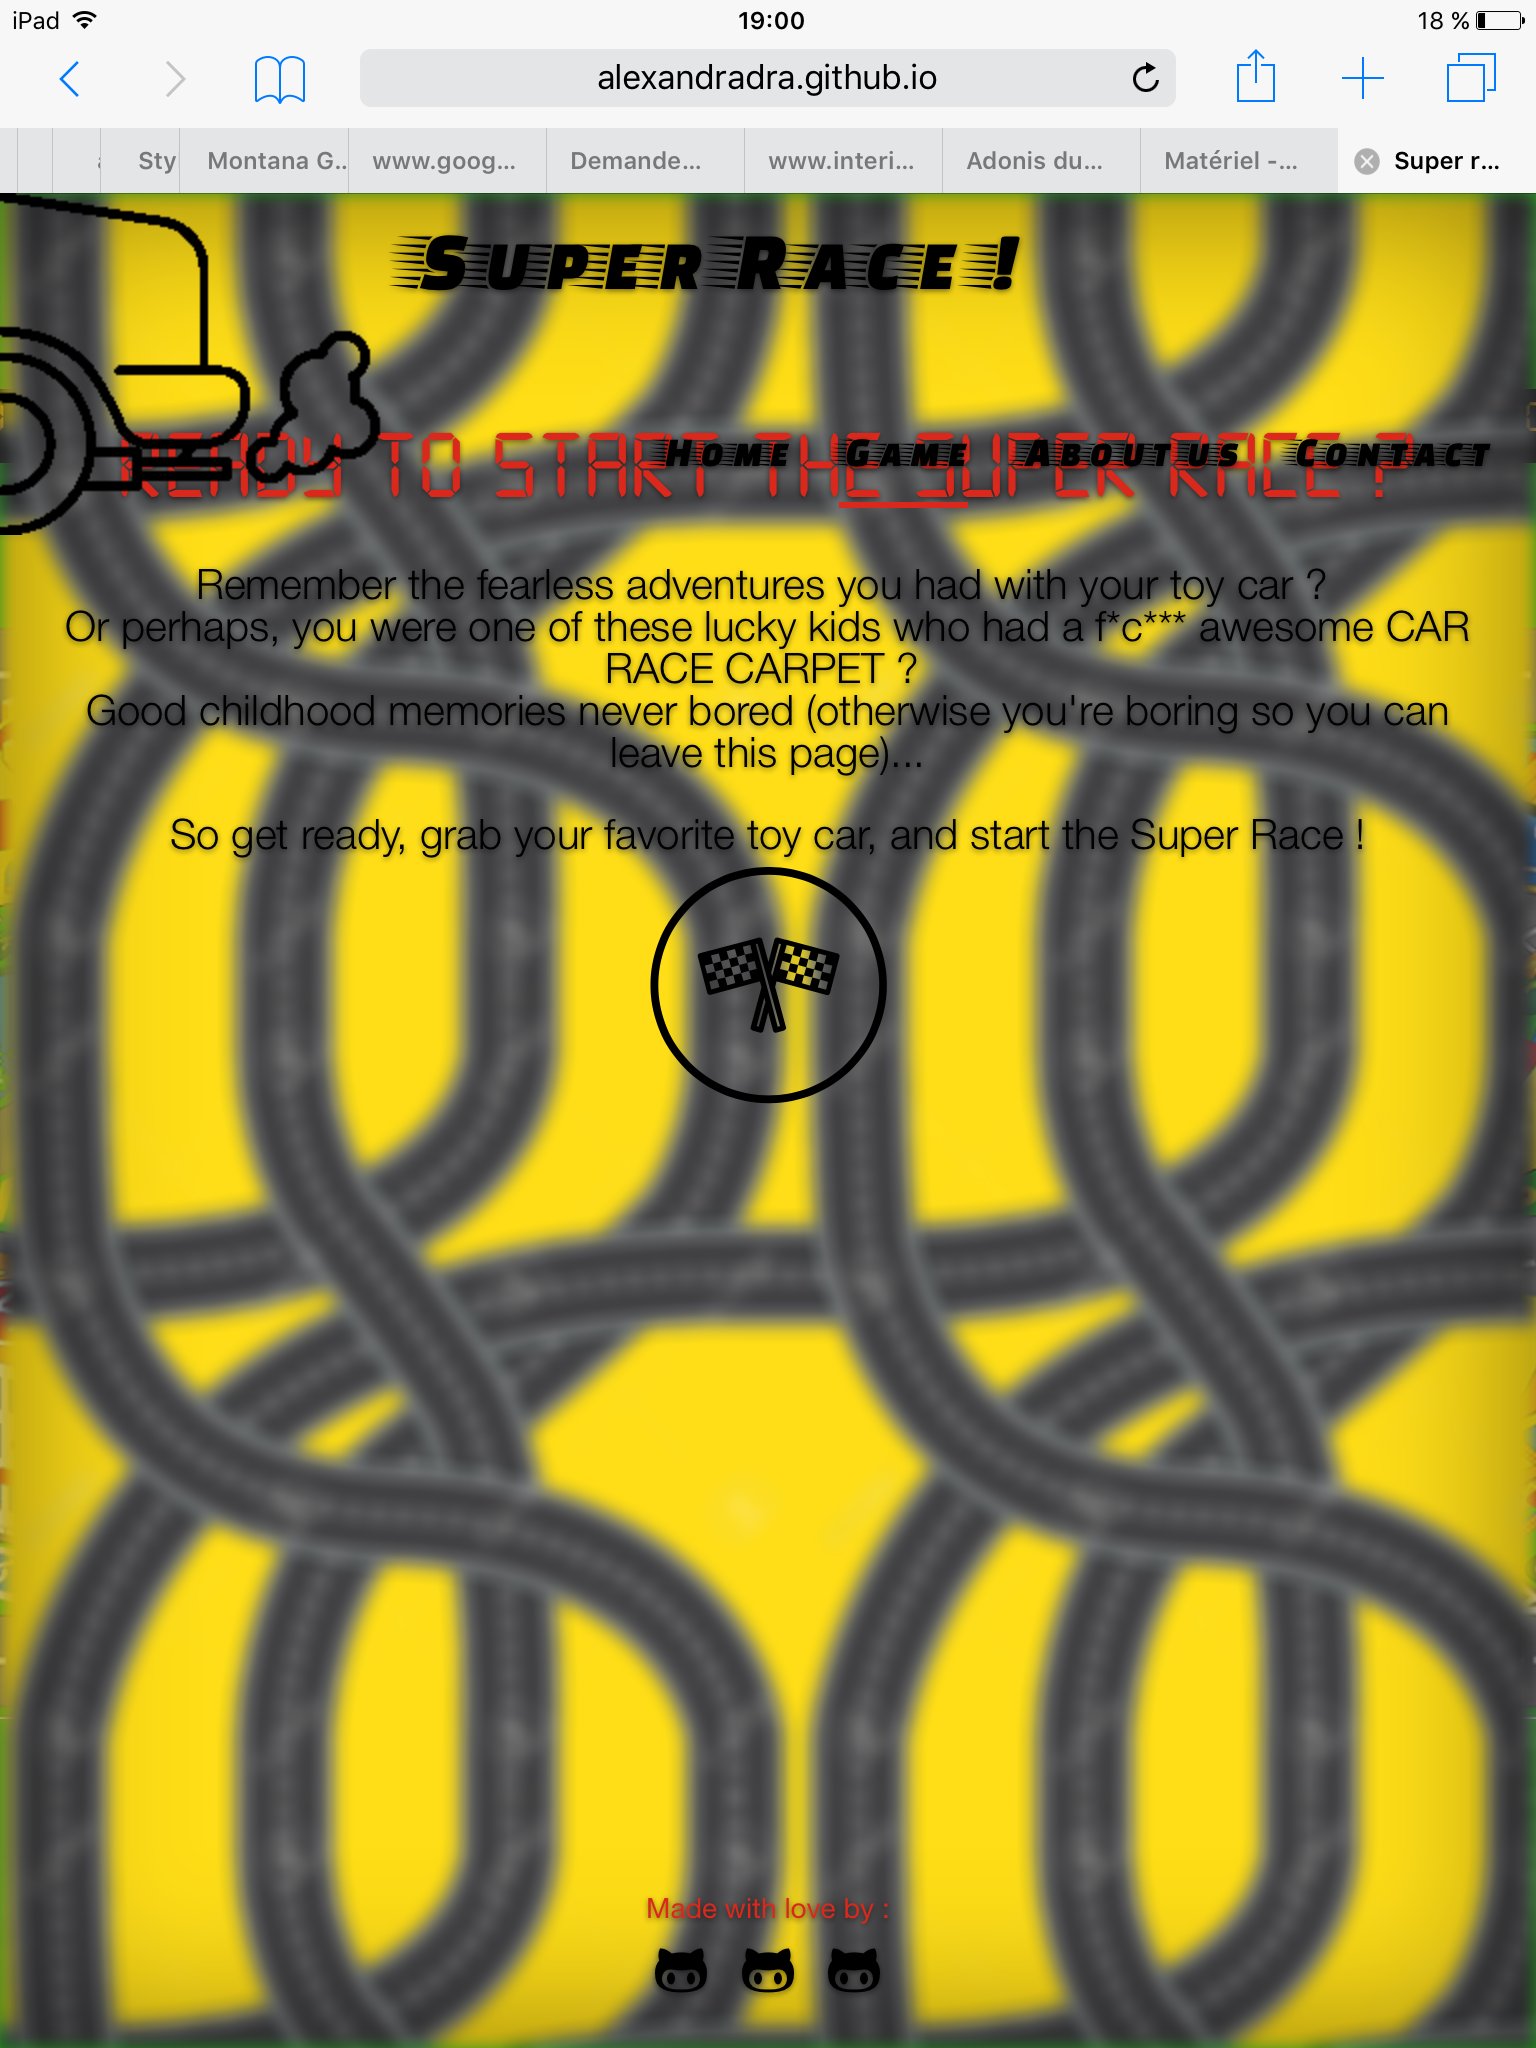 iPad 19:00 18 %
alexandradra.github.io
Sty Montana G... www.goog... Demande... www.interi... Adonis du... Matériel -... Super r...
Super Race !
READY TO START THE SUPER RACE ?
Home Game About us Contact
Remember the fearless adventures you had with your toy car ?
Or perhaps, you were one of these lucky kids who had a f*c*** awesome CAR
RACE CARPET ?
Good childhood memories never bored (otherwise you're boring so you can
leave this page)...
So get ready, grab your favorite toy car, and start the Super Race !
Made with love by :